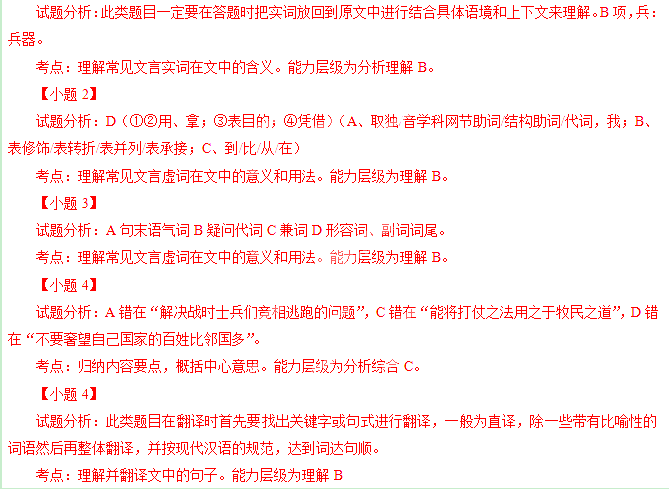 试题分析：此类题目一定要在答题时把实词放回到原文中进行结合具体语境和上下文来理解。B 项，兵：
兵器。
考点：理解常见文言实词在文中的含义。能力层级为分析理解 B。
【小题 2】
试题分析：D（①②用、拿；③表目的；④凭借）（A、取独/音学科网节助词/结构助词/代词，我；B、
表修饰/表转折/表并列/表承接；C、到/比/从/在）
考点：理解常见文言虚词在文中的意义和用法。能力层级为理解 B。
【小题 3】
试题分析：A 句末语气词 B 疑问代词 C 兼词 D 形容词、副词词尾。
考点：理解常见文言虚词在文中的意义和用法。能力层级为理解 B。
【小题 4】
试题分析：A 错在“解决战时士兵们竞相逃跑的问题”，C 错在“能将打仗之法用之于牧民之道”，D 错
在“不要奢望自己国家的百姓比邻国多”。
考点：归纳内容要点，概括中心意思。能力层级为分析综合 C。
【小题 4】
试题分析：此类题目在翻译时首先要找出关键字或句式进行翻译，一般为直译，除一些带有比喻性的
词语然后再整体翻译，并按现代汉语的规范，达到词达句顺。
考点：理解并翻译文中的句子。能力层级为理解 B